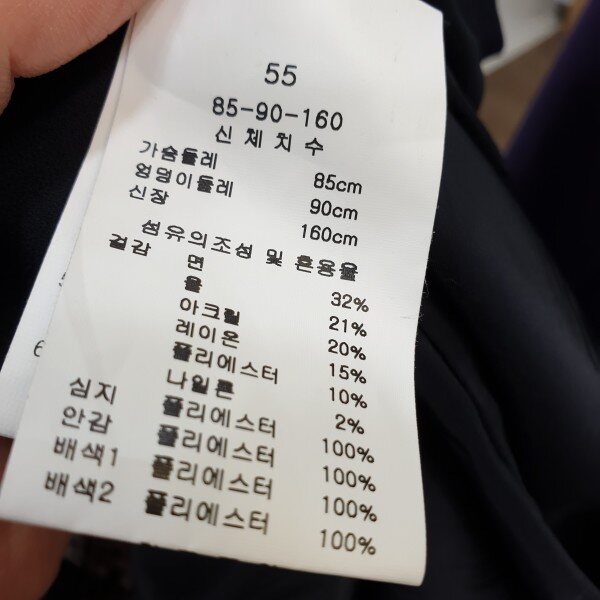 55
85-90-160
신체치수
가슴둘레 85cm
엉덩이둘레 90cm
신장 160cm
섬유의조성 및 혼용율
겉감 면 32%
울 21%
아크릴 20%
레이온 15%
폴리에스터 10%
나일론 2%
심지 폴리에스터 100%
안감 폴리에스터 100%
배색1 폴리에스터 100%
배색2 폴리에스터 100%
6